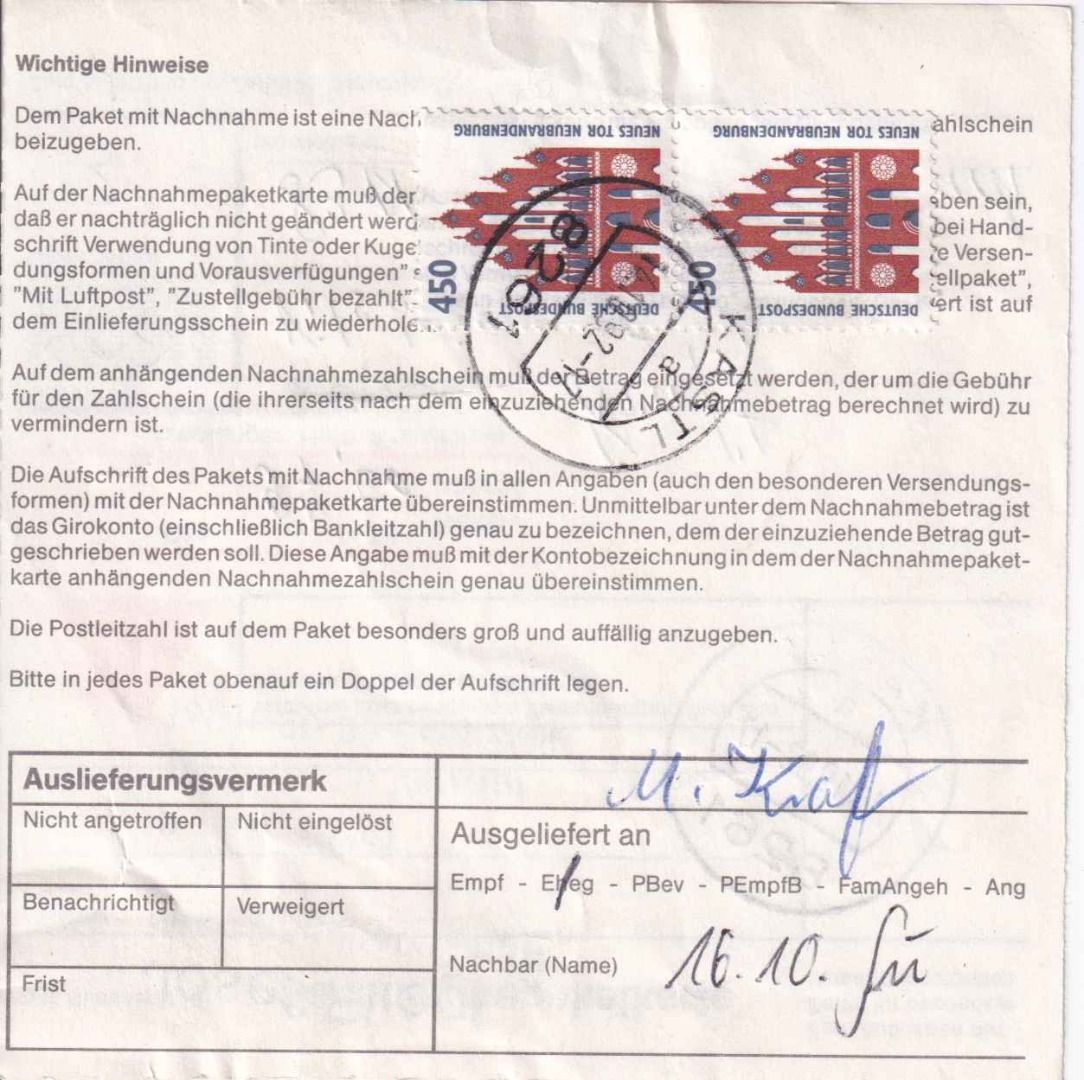 Wichtige Hinweise
Dem Paket mit Nachnahme ist eine Nach ahlschein
beizugeben.
Auf der Nachnahmepaketkarte muß der aben sein,
daß er nachträglich nicht geändert werd bei Hand-
schrift Verwendung von Tinte oder Kuge e Versen-
dungsformen und Vorausverfügungen" ellpaket",
"Mit Luftpost", "Zustellgebühr bezahlt" ert ist auf
dem Einlieferungsschein zu wiederholen.
NEUES TOR NEUBRANDENBURG
450
DEUTSCHE BUNDESPOST
NEUES TOR NEUBRANDENBURG
450
DEUTSCHE BUNDESPOST
8261
KASTL
a
Auf dem anhängenden Nachnahmezahlschein muß der Betrag eingesetzt werden, der um die Gebühr
für den Zahlschein (die ihrerseits nach dem einzuziehenden Nachnahmebetrag berechnet wird) zu
vermindern ist.
Die Aufschrift des Pakets mit Nachnahme muß in allen Angaben (auch den besonderen Versendungs-
formen) mit der Nachnahmepaketkarte übereinstimmen. Unmittelbar unter dem Nachnahmebetrag ist
das Girokonto (einschließlich Bankleitzahl) genau zu bezeichnen, dem der einzuziehende Betrag gut-
geschrieben werden soll. Diese Angabe muß mit der Kontobezeichnung in dem der Nachnahmepaket-
karte anhängenden Nachnahmezahlschein genau übereinstimmen.
Die Postleitzahl ist auf dem Paket besonders groß und auffällig anzugeben.
Bitte in jedes Paket obenauf ein Doppel der Aufschrift legen.
Auslieferungsvermerk
Nicht angetroffen
Nicht eingelöst
Benachrichtigt
Verweigert
Frist
M. Kraf
Ausgeliefert an
Empf - Eheg - PBev - PEmpfB - FamAngeh - Ang
Nachbar (Name)
16.10.